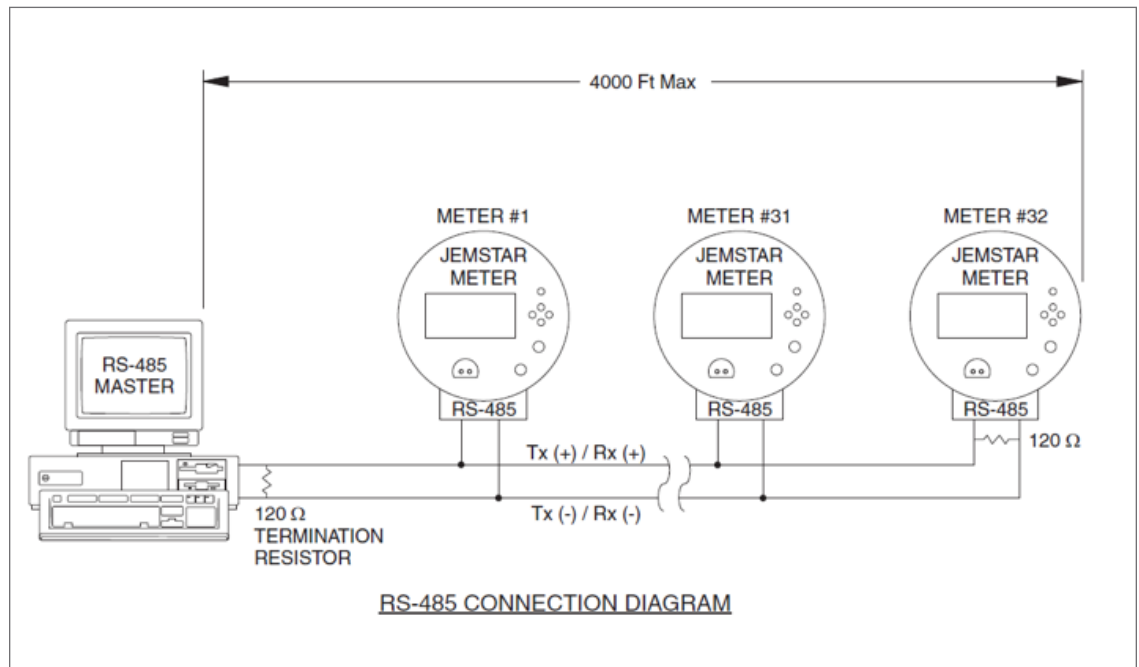 4000 Ft Max
METER #1
METER #31
METER #32
JEMSTAR
METER
JEMSTAR
METER
JEMSTAR
METER
RS-485
MASTER
RS-485
RS-485
RS-485
120 Ω
Tx (+) / Rx (+)
Tx (-) / Rx (-)
120 Ω
TERMINATION
RESISTOR
RS-485 CONNECTION DIAGRAM